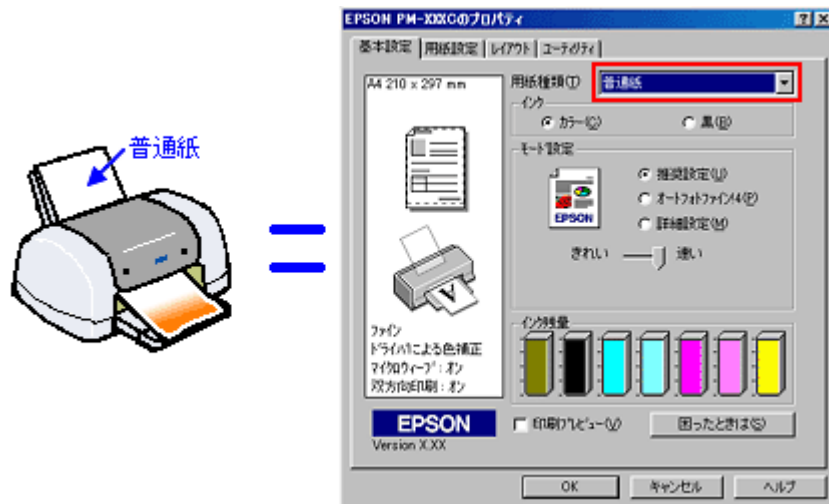 普通紙
EPSON PM-XXXCのプロパティ
基本設定 用紙設定 レイアウト ユーティリティ
A4 210 x 297 mm
用紙種類(T) 普通紙
インク
カラー(C) 黒(B)
モード設定
推奨設定(U)
オートフォトファイン!4(P)
詳細設定(M)
EPSON
きれい 速い
A
ファイン
ドライバによる色補正
マイクロウィーブ:オン
双方向印刷:オン
インク残量
EPSON
Version X.XX
印刷プレビュー(V) 困ったときは(S)
OK キャンセル ヘルプ